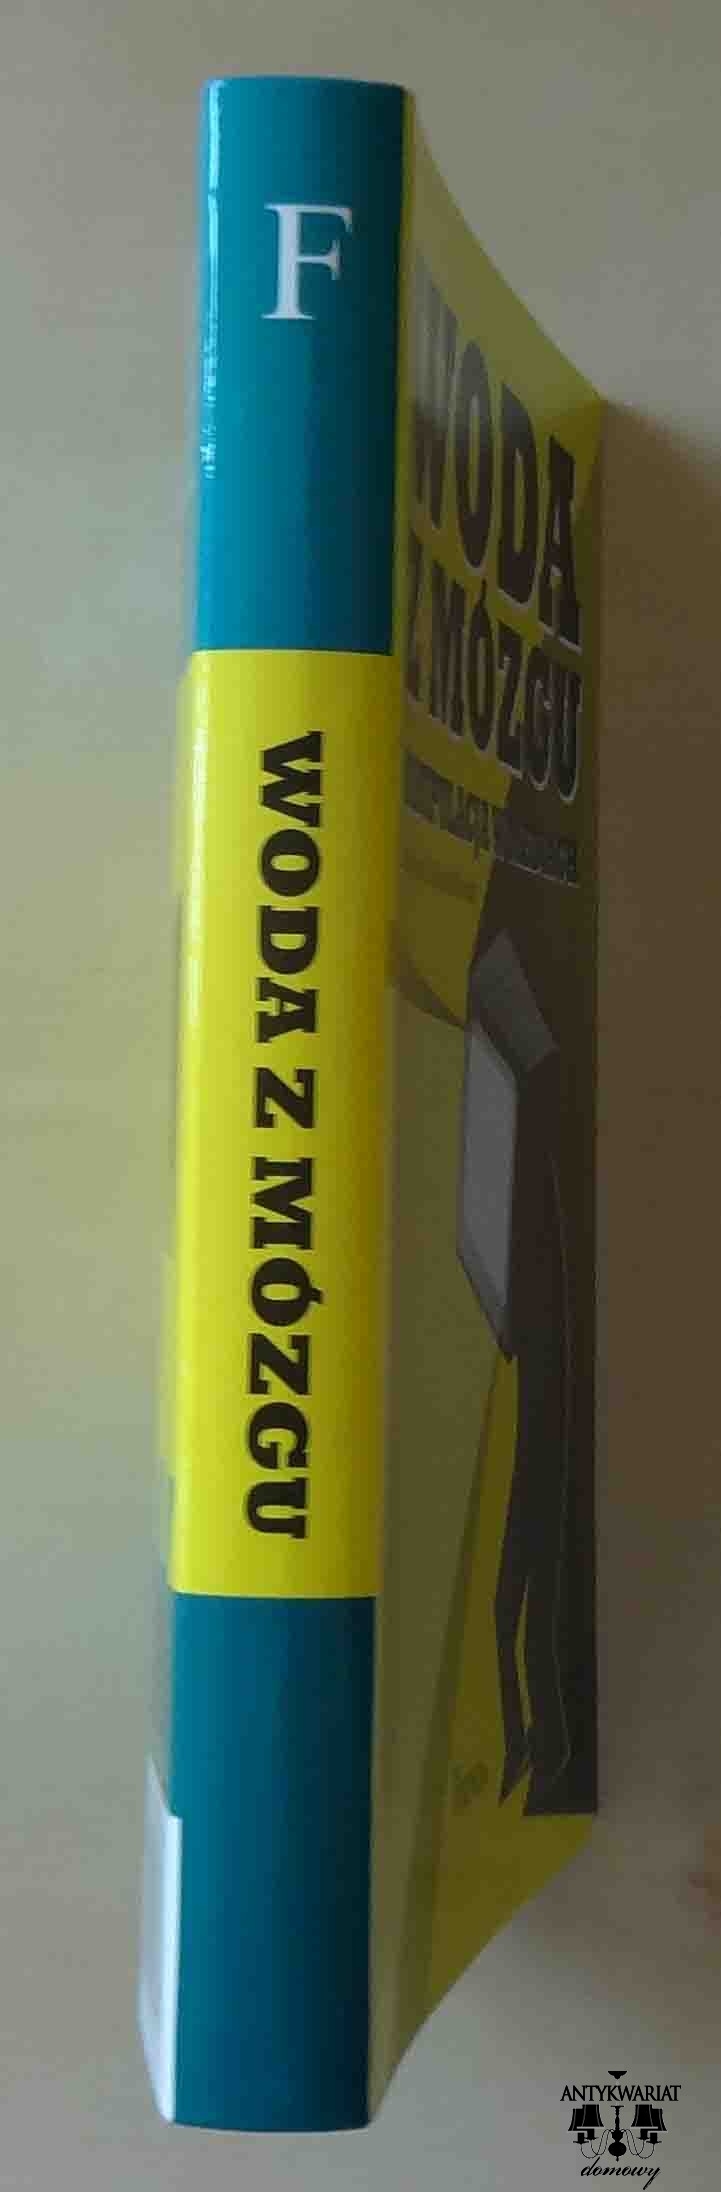 F
WODA Z MÓZGU
WODA
Z MÓZGU
ANTYKWARIAT
domowy